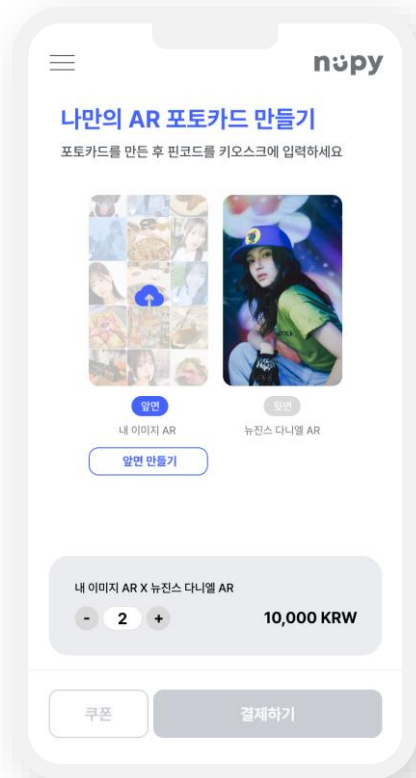 nüpy
나만의 AR 포토카드 만들기
포토카드를 만든 후 핀코드를 키오스크에 입력하세요
앞면
뒷면
내 이미지 AR
뉴진스 다니엘 AR
앞면 만들기
내 이미지 AR X 뉴진스 다니엘 AR
- 2 +
10,000 KRW
쿠폰
결제하기